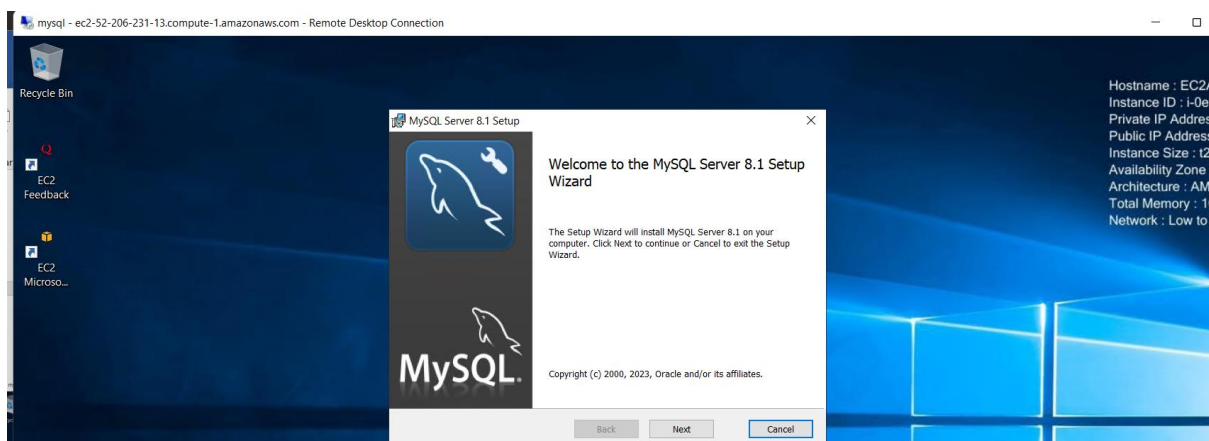 mysql - ec2-52-206-231-13.compute-1.amazonaws.com - Remote Desktop Connection
Recycle Bin
EC2
Feedback
EC2
Microso...
MySQL Server 8.1 Setup
Welcome to the MySQL Server 8.1 Setup
Wizard
The Setup Wizard will install MySQL Server 8.1 on your
computer. Click Next to continue or Cancel to exit the Setup
Wizard.
MySQL.
Copyright (c) 2000, 2023, Oracle and/or its affiliates.
Back Next Cancel
Hostname : EC2
Instance ID : i-0e
Private IP Addres
Public IP Address
Instance Size : t2
Availability Zone
Architecture : AM
Total Memory : 1
Network : Low to